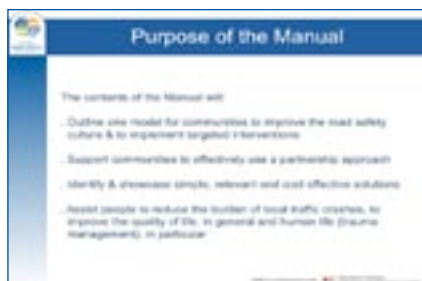 Purpose of the Manual
The contents of the Manual will:
Outline one model for communities to improve the road safety
culture & to implement targeted interventions
Support communities to effectively use a partnership approach
Identify & showcase simple, relevant and cost effective solutions
Assist people to reduce the burden of local traffic crashes, to
improve the quality of life, in general and human life (trauma
management), in particular